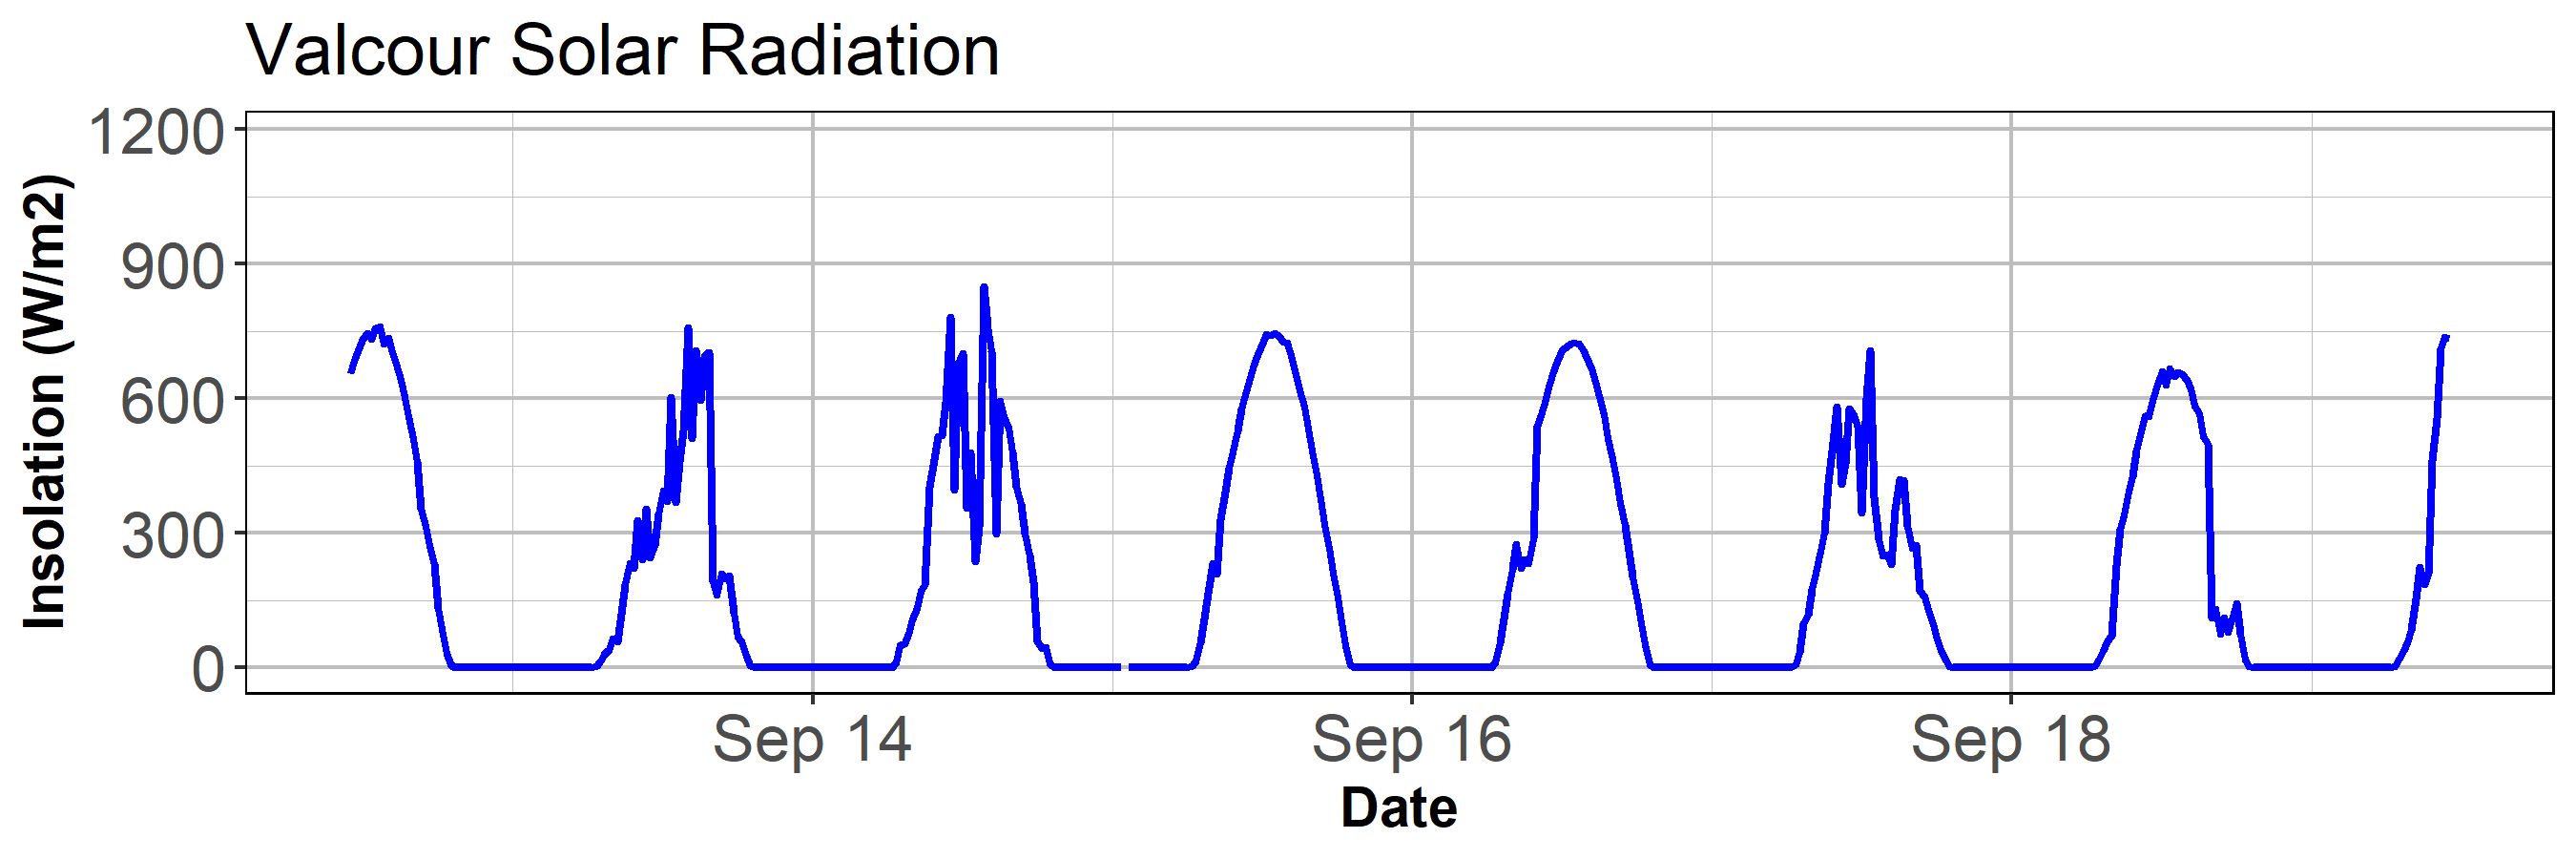 Valcour Solar Radiation
1200
900
600
300
0
Insolation (W/m2)
Sep 14
Sep 16
Sep 18
Date